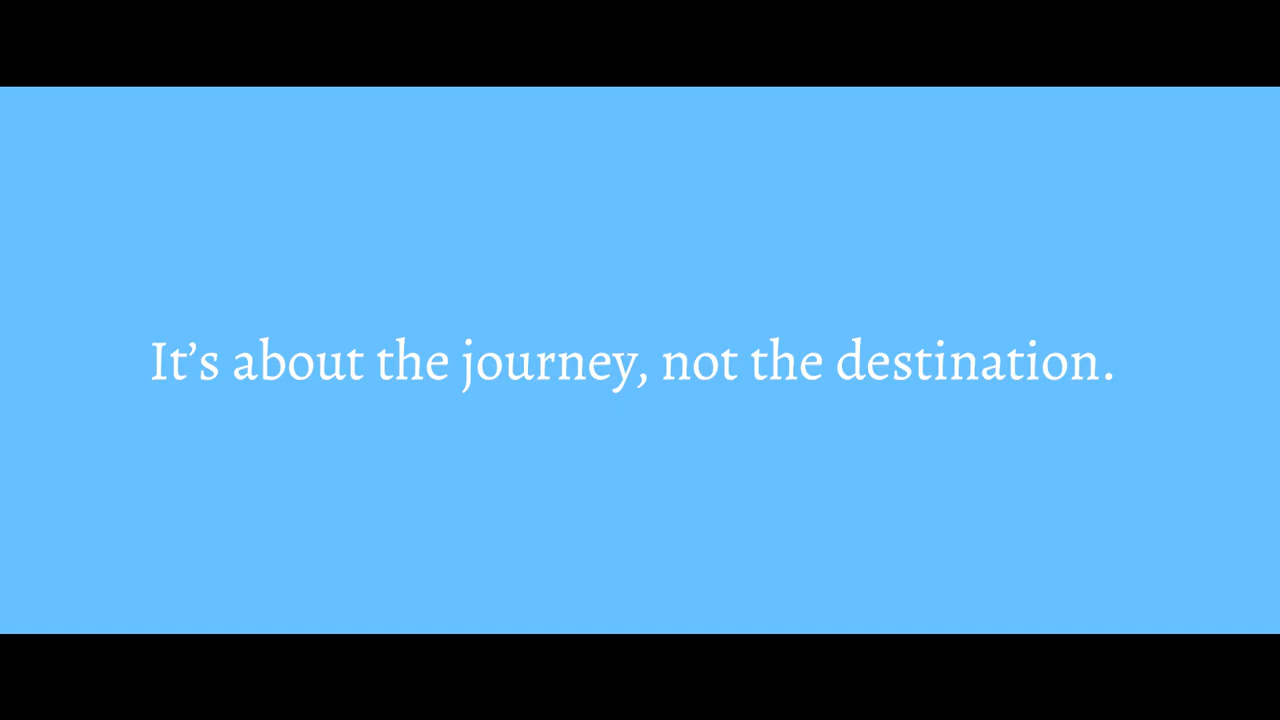 It’s about the journey, not the destination.